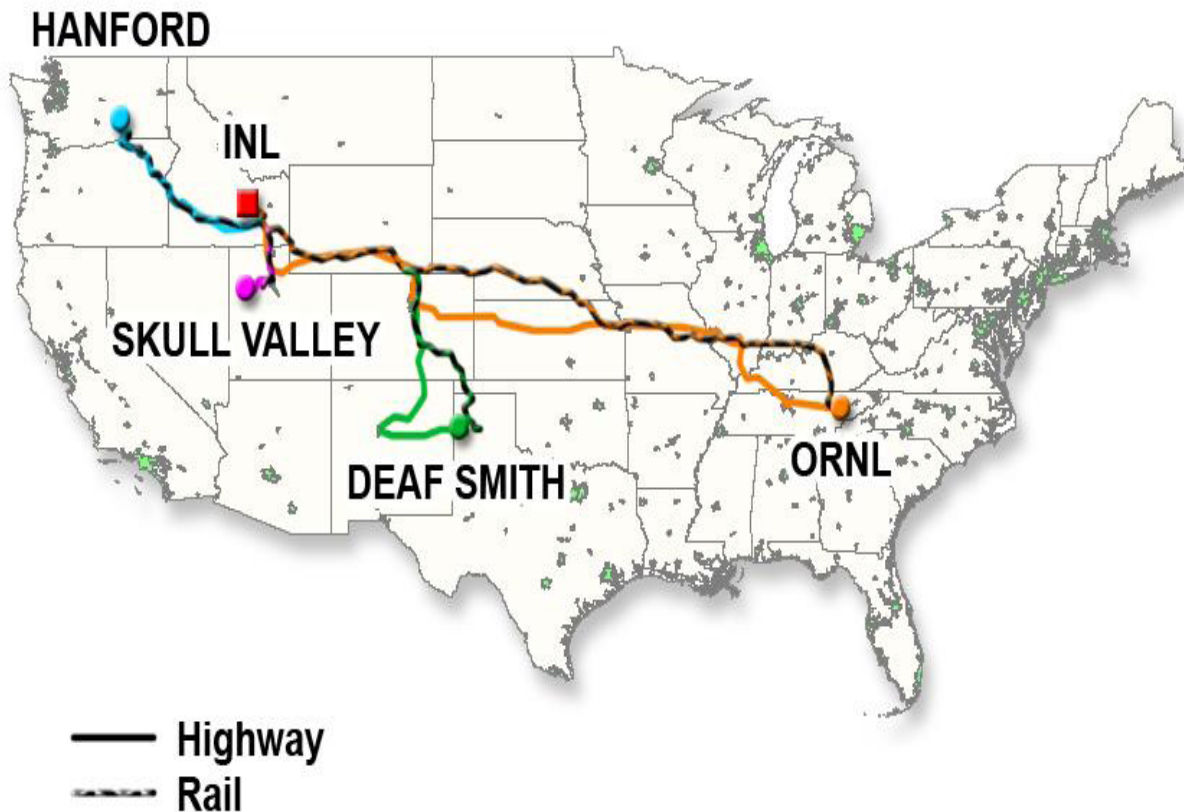 HANFORD
INL
SKULL VALLEY
DEAF SMITH
ORNL
Highway
Rail